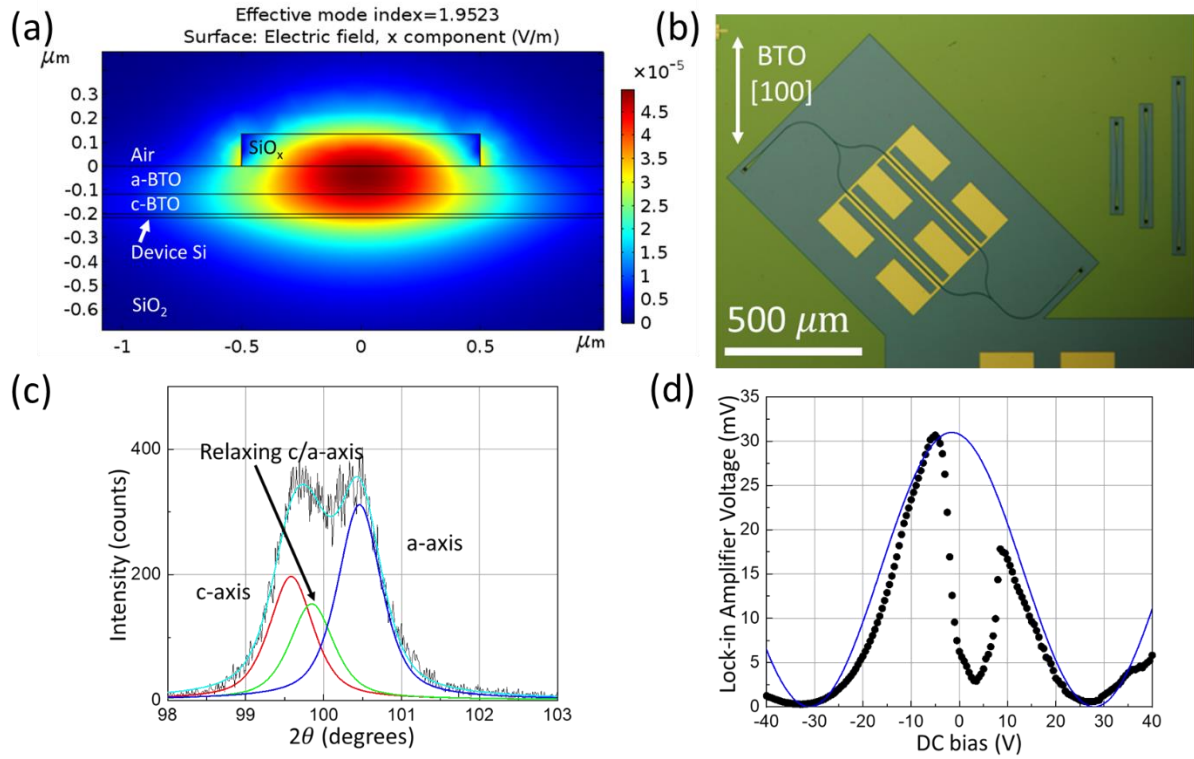 (a)
Effective mode index=1.9523
Surface: Electric field, x component (V/m)
μm
×10⁻⁵
0.3
0.2
0.1
0
-0.1
-0.2
-0.3
-0.4
-0.5
-0.6
Air
a-BTO
c-BTO
Device Si
SiO₂
SiOₓ
-1
-0.5
0
0.5
μm
4.5
4
3.5
3
2.5
2
1.5
1
0.5
0
(b)
BTO
[100]
500 μm
(c)
Intensity (counts)
400
200
0
Relaxing c/a-axis
c-axis
a-axis
98
99
100
101
102
103
2θ (degrees)
(d)
Lock-in Amplifier Voltage (mV)
35
30
25
20
15
10
5
0
-40
-30
-20
-10
0
10
20
30
40
DC bias (V)